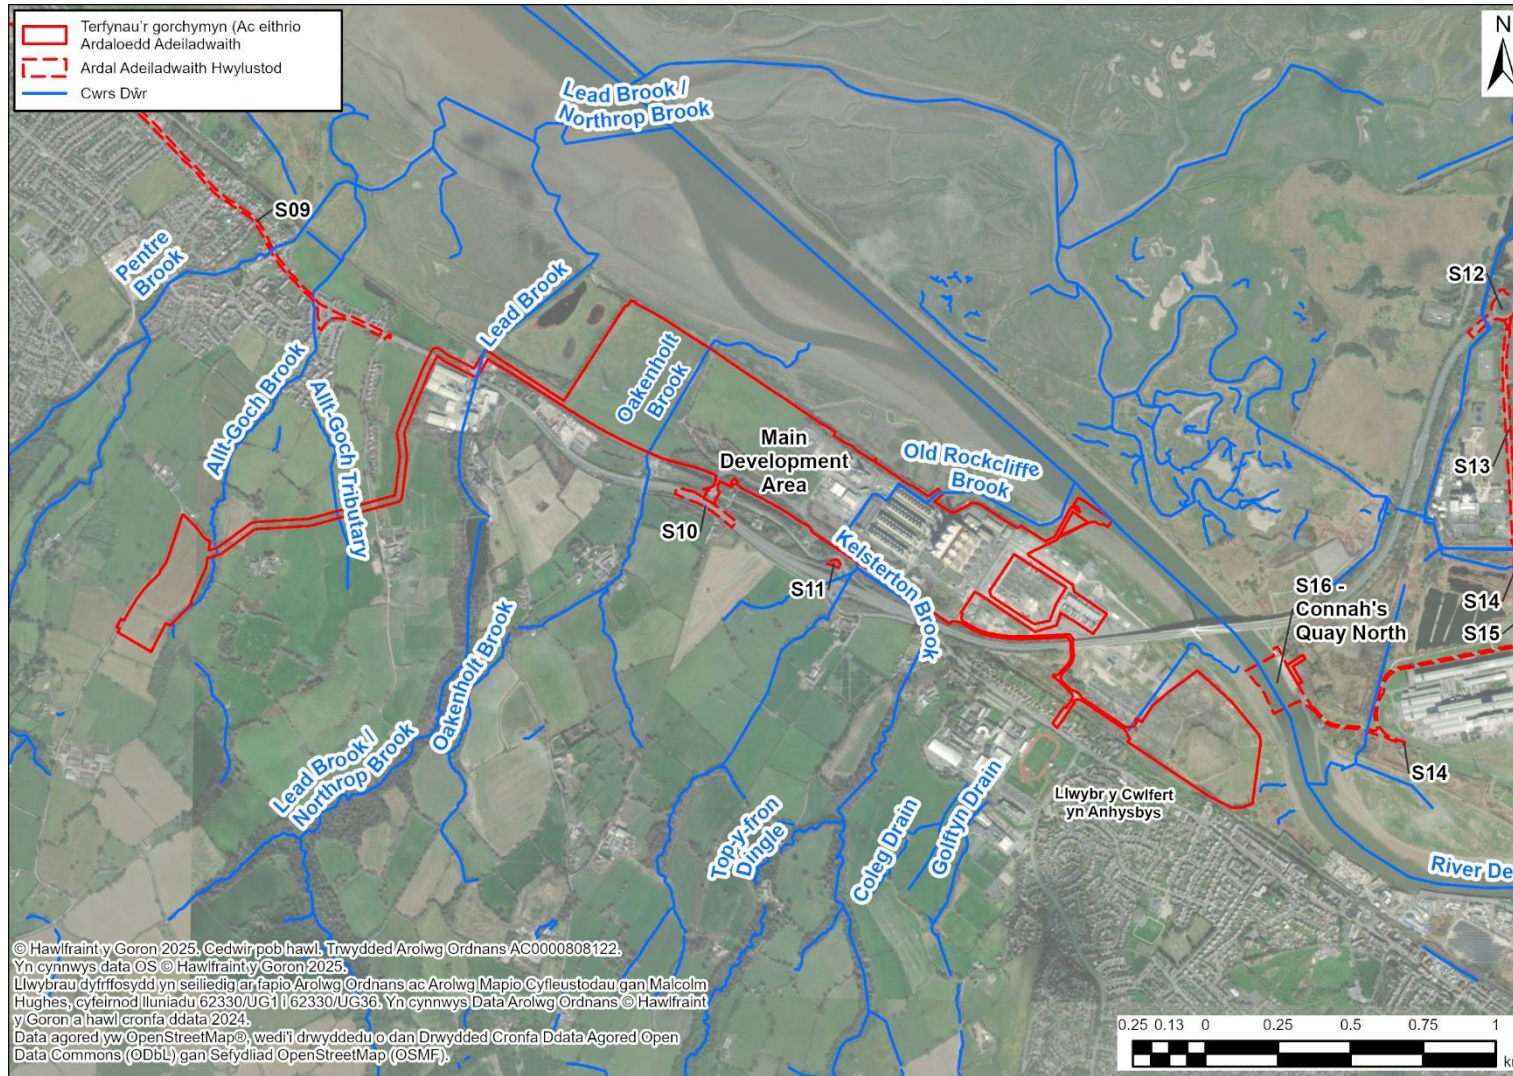 Terfynau'r gorchymyn (Ac eithrio
Ardaloedd Adeiladwaith
Ardal Adeiladwaith Hwylustod
Cwrs Dŵr
N
Lead Brook /
Northrop Brook
S09
Pentre
Brook
S12
Lead Brook
Oakenholt
Brook
Allt-Goch Brook
Allt-Goch Tributary
Main
Development
Area
Old Rockcliffe
Brook
S13
S10
Kelsterton Brook
S11
S16 -
Connah's
Quay North
S14
S15
Oakenholt Brook
Lead Brook /
Northrop Brook
S14
Llwybr y Cwlfert
yn Anhysbys
Top-y-fron
Dingle
Coleg Drain
Golftyn Drain
River De
© Hawlfraint y Goron 2025. Cedwir pob hawl. Trwydded Arolwg Ordnans AC0000808122.
Yn cynnwys data OS © Hawlfraint y Goron 2025.
Llwybrau dyfrffosydd yn seiliedig ar fapio Arolwg Ordnans ac Arolwg Mapio Cyfleustodau gan Malcolm
Hughes, cyfeirnod lluniadu 62330/UG1 i 62330/UG36. Yn cynnwys Data Arolwg Ordnans © Hawlfraint
y Goron a hawl cronfa ddata 2024.
Data agored yw OpenStreetMap®, wedi'i drwyddedu o dan Drwydded Cronfa Ddata Agored Open
Data Commons (ODbL) gan Sefydliad OpenStreetMap (OSMF).
0.25 0.13 0 0.25 0.5 0.75 1